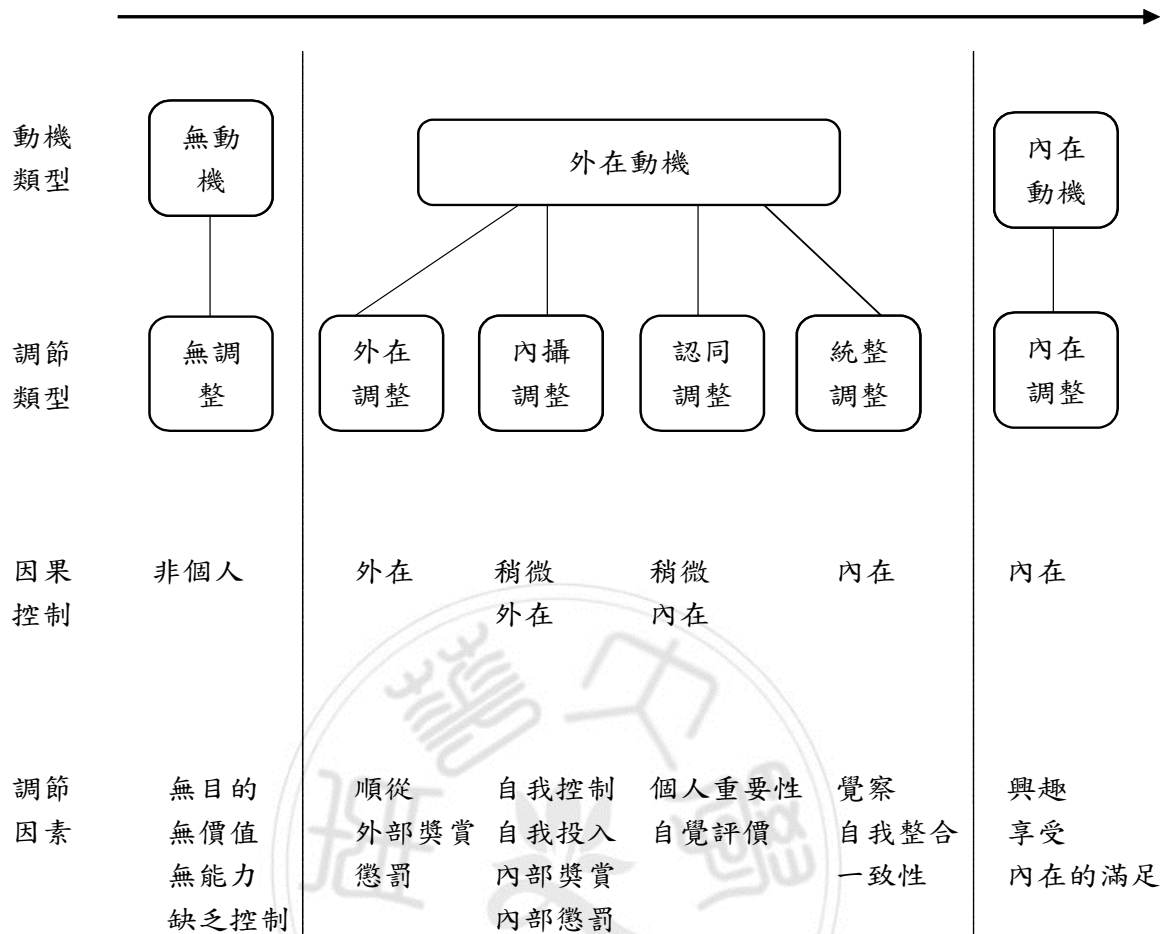 動機 無動 外在動機 內在
類型 機 動機
調節 無調 外在 內攝 認同 統整 內在
類型 整 調整 調整 調整 調整 調整
因果 非個人 外在 稍微 稍微 內在 內在
控制 外在 內在
調節 無目的 順從 自我控制 個人重要性 覺察 興趣
因素 無價值 外部獎賞 自我投入 自覺評價 自我整合 享受
無能力 懲罰 內部獎賞 一致性 內在的滿足
缺乏控制 內部懲罰